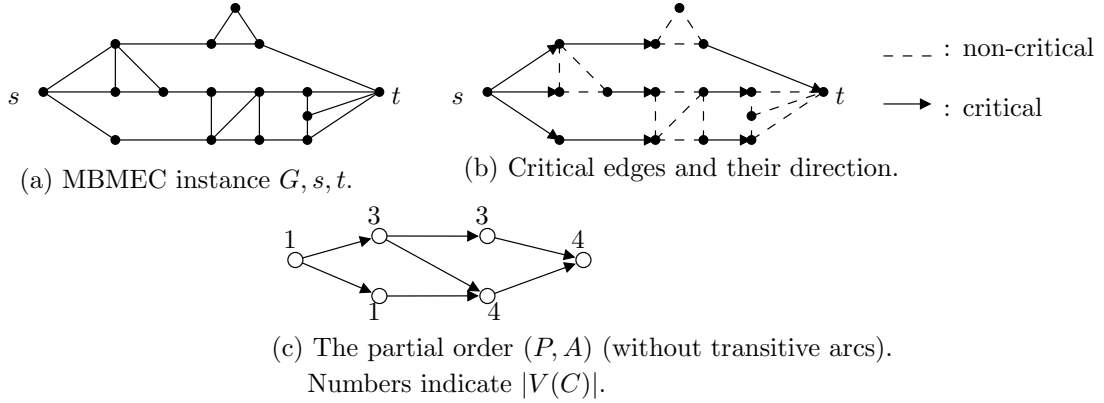 s
t
(a) MBMEC instance G, s, t.
s
t
(b) Critical edges and their direction.
: non-critical
: critical
1
3
3
4
1
4
(c) The partial order (P, A) (without transitive arcs).
Numbers indicate |V(C)|.